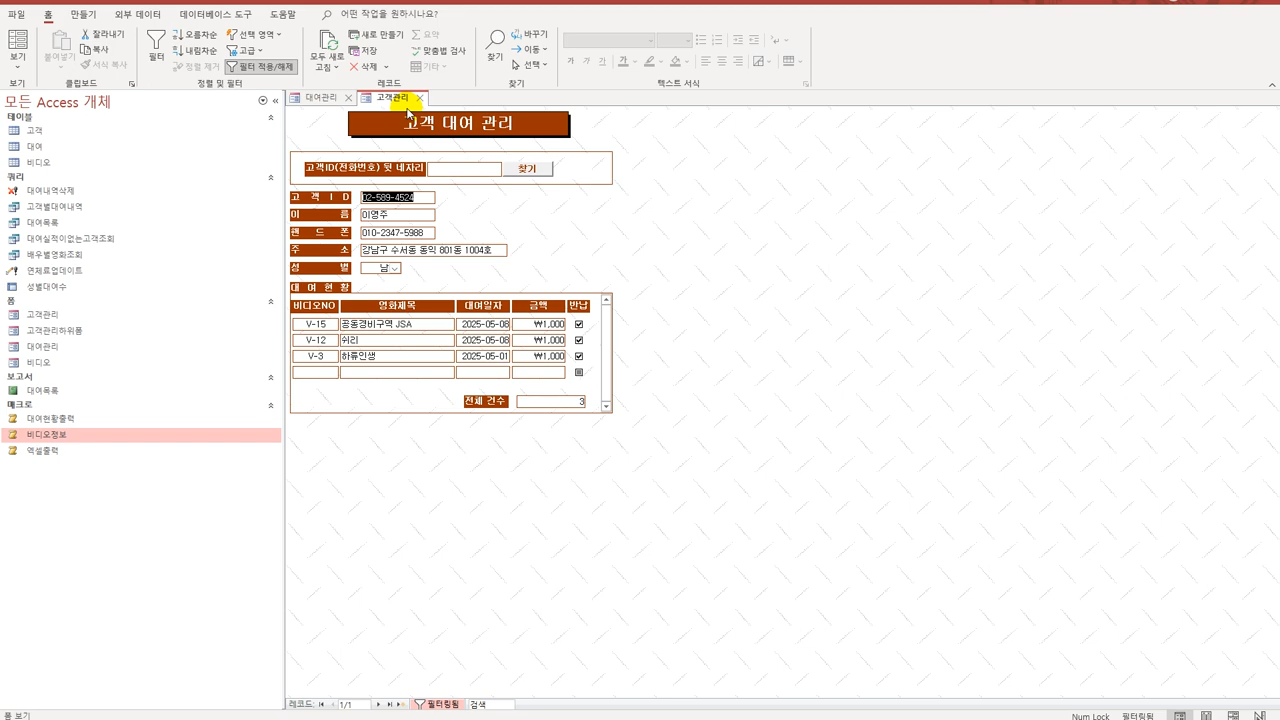 파일 홈 만들기 외부 데이터 데이터베이스 도구 도움말 어떤 작업을 원하시나요?
보기 붙여넣기 잘라내기 복사 서식 복사
필터 오름차순 내림차순 정렬 제거 선택 영역 고급 필터 적용/해제
모두 새로 고침 새로 만들기 저장 삭제 요약 맞춤법 검사 기타
찾기 바꾸기 이동 선택
보기 클립보드 정렬 및 필터 레코드 찾기 텍스트 서식
모든 Access 개체
테이블
고객
대여
비디오
쿼리
대여내역삭제
고객별대여내역
대여목록
대여실적이없는고객조회
배우별영화조회
연체료업데이트
성별대여수
폼
고객관리
고객관리하위폼
대여관리
비디오
보고서
대여목록
매크로
대여현황출력
비디오정보
엑셀출력
대여관리 고객관리
고객 대여 관리
고객ID(전화번호) 뒷 네자리 찾기
고 객 I D 02-589-4524
이 름 이영주
핸 드 폰 010-2347-5988
주 소 강남구 수서동 동익 801동 1004호
성 별 남
대 여 현 황
비디오NO 영화제목 대여일자 금액 반납
V-15 공동경비구역 JSA 2025-05-08 ₩1,000
V-12 쉬리 2025-05-08 ₩1,000
V-3 하류인생 2025-05-01 ₩1,000
전체 건수 3
레코드: 1/1 필터링됨 검색
폼 보기 Num Lock 필터링됨